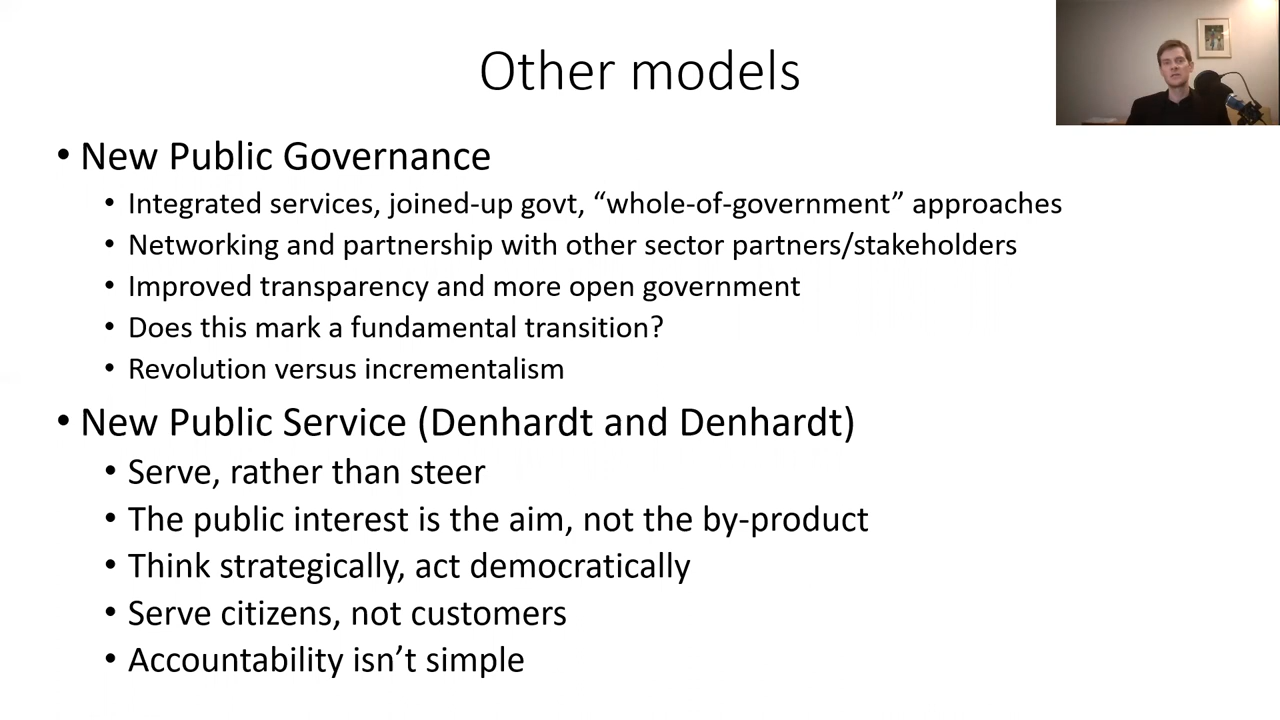 Other models
• New Public Governance
• Integrated services, joined-up govt, “whole-of-government” approaches
• Networking and partnership with other sector partners/stakeholders
• Improved transparency and more open government
• Does this mark a fundamental transition?
• Revolution versus incrementalism
• New Public Service (Denhardt and Denhardt)
• Serve, rather than steer
• The public interest is the aim, not the by-product
• Think strategically, act democratically
• Serve citizens, not customers
• Accountability isn’t simple